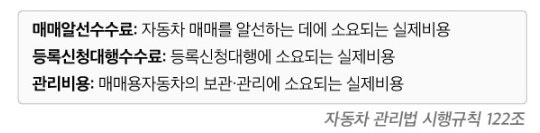 매매알선수수료: 자동차 매매를 알선하는 데에 소요되는 실제비용
등록신청대행수수료: 등록신청대행에 소요되는 실제비용
관리비용: 매매용자동차의 보관·관리에 소요되는 실제비용
자동차 관리법 시행규칙 122조